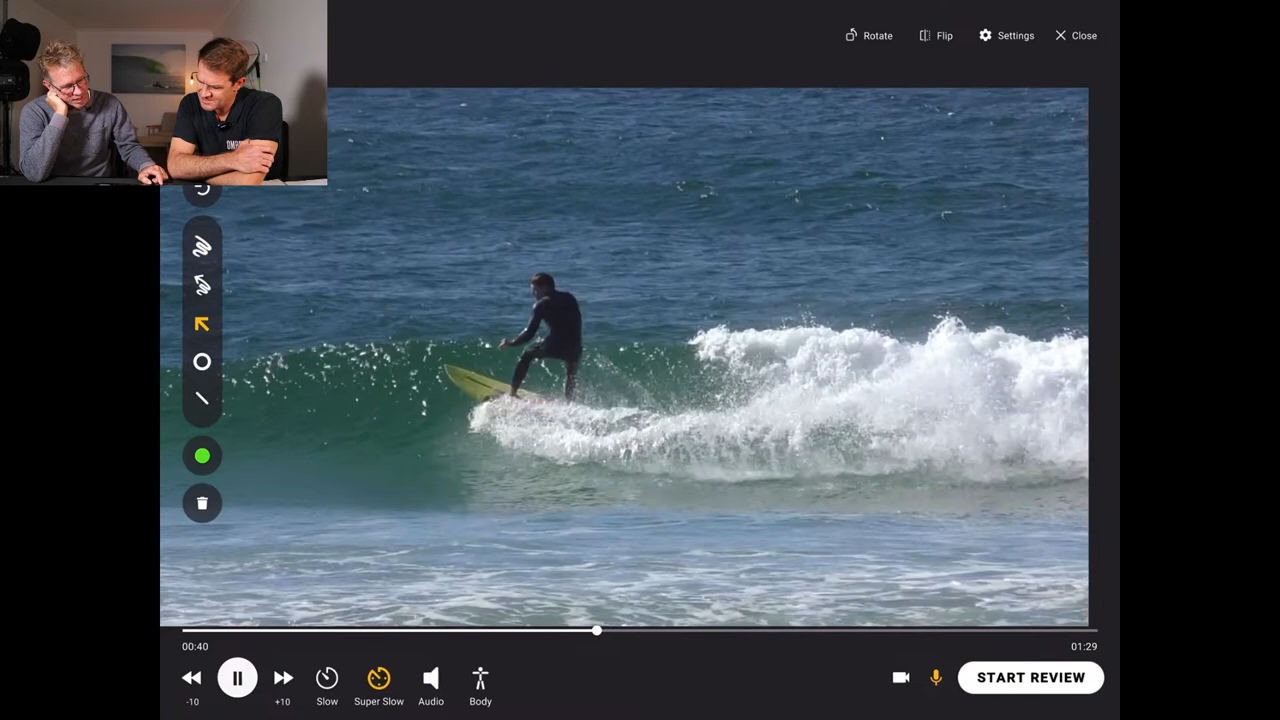 Rotate
Flip
Settings
Close
00:40
01:29
-10
+10
Slow
Super Slow
Audio
Body
START REVIEW